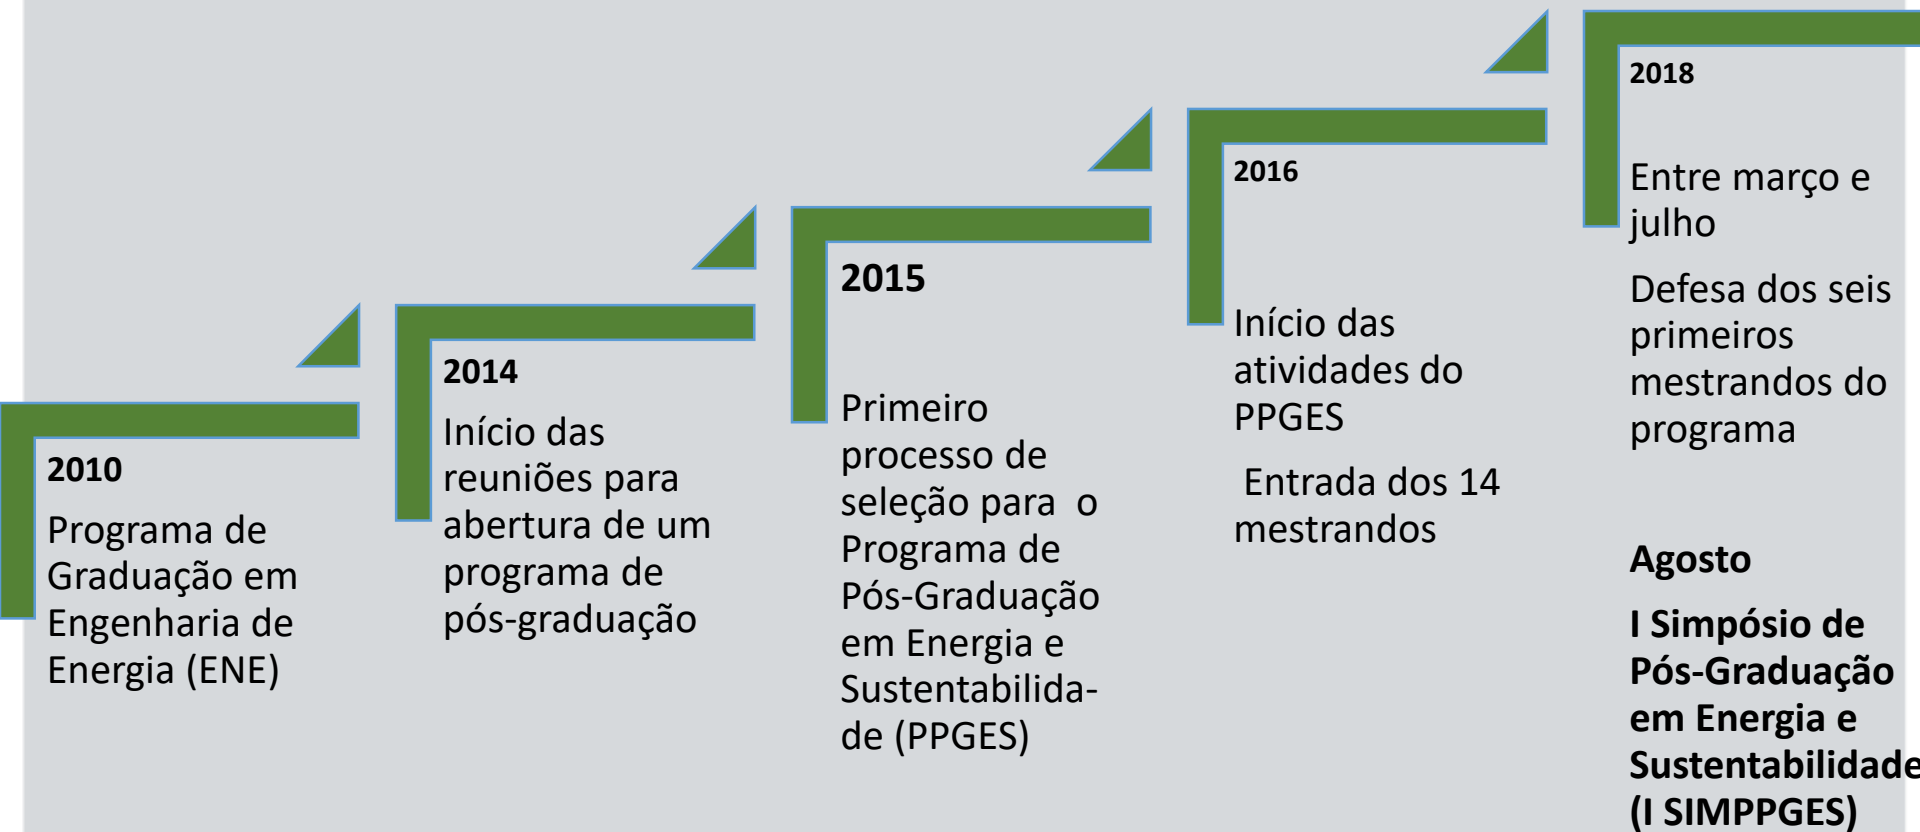 2010
Programa de
Graduação em
Engenharia de
Energia (ENE)
2014
Início das
reuniões para
abertura de um
programa de
pós-graduação
2015
Primeiro
processo de
seleção para  o
Programa de
Pós-Graduação
em Energia e
Sustentabilida-
de (PPGES)
2016
Início das
atividades do
PPGES
Entrada dos 14
mestrandos
2018
Entre março e
julho
Defesa dos seis
primeiros
mestrandos do
programa
Agosto
I Simpósio de
Pós-Graduação
em Energia e
Sustentabilidade
(I SIMPPGES)